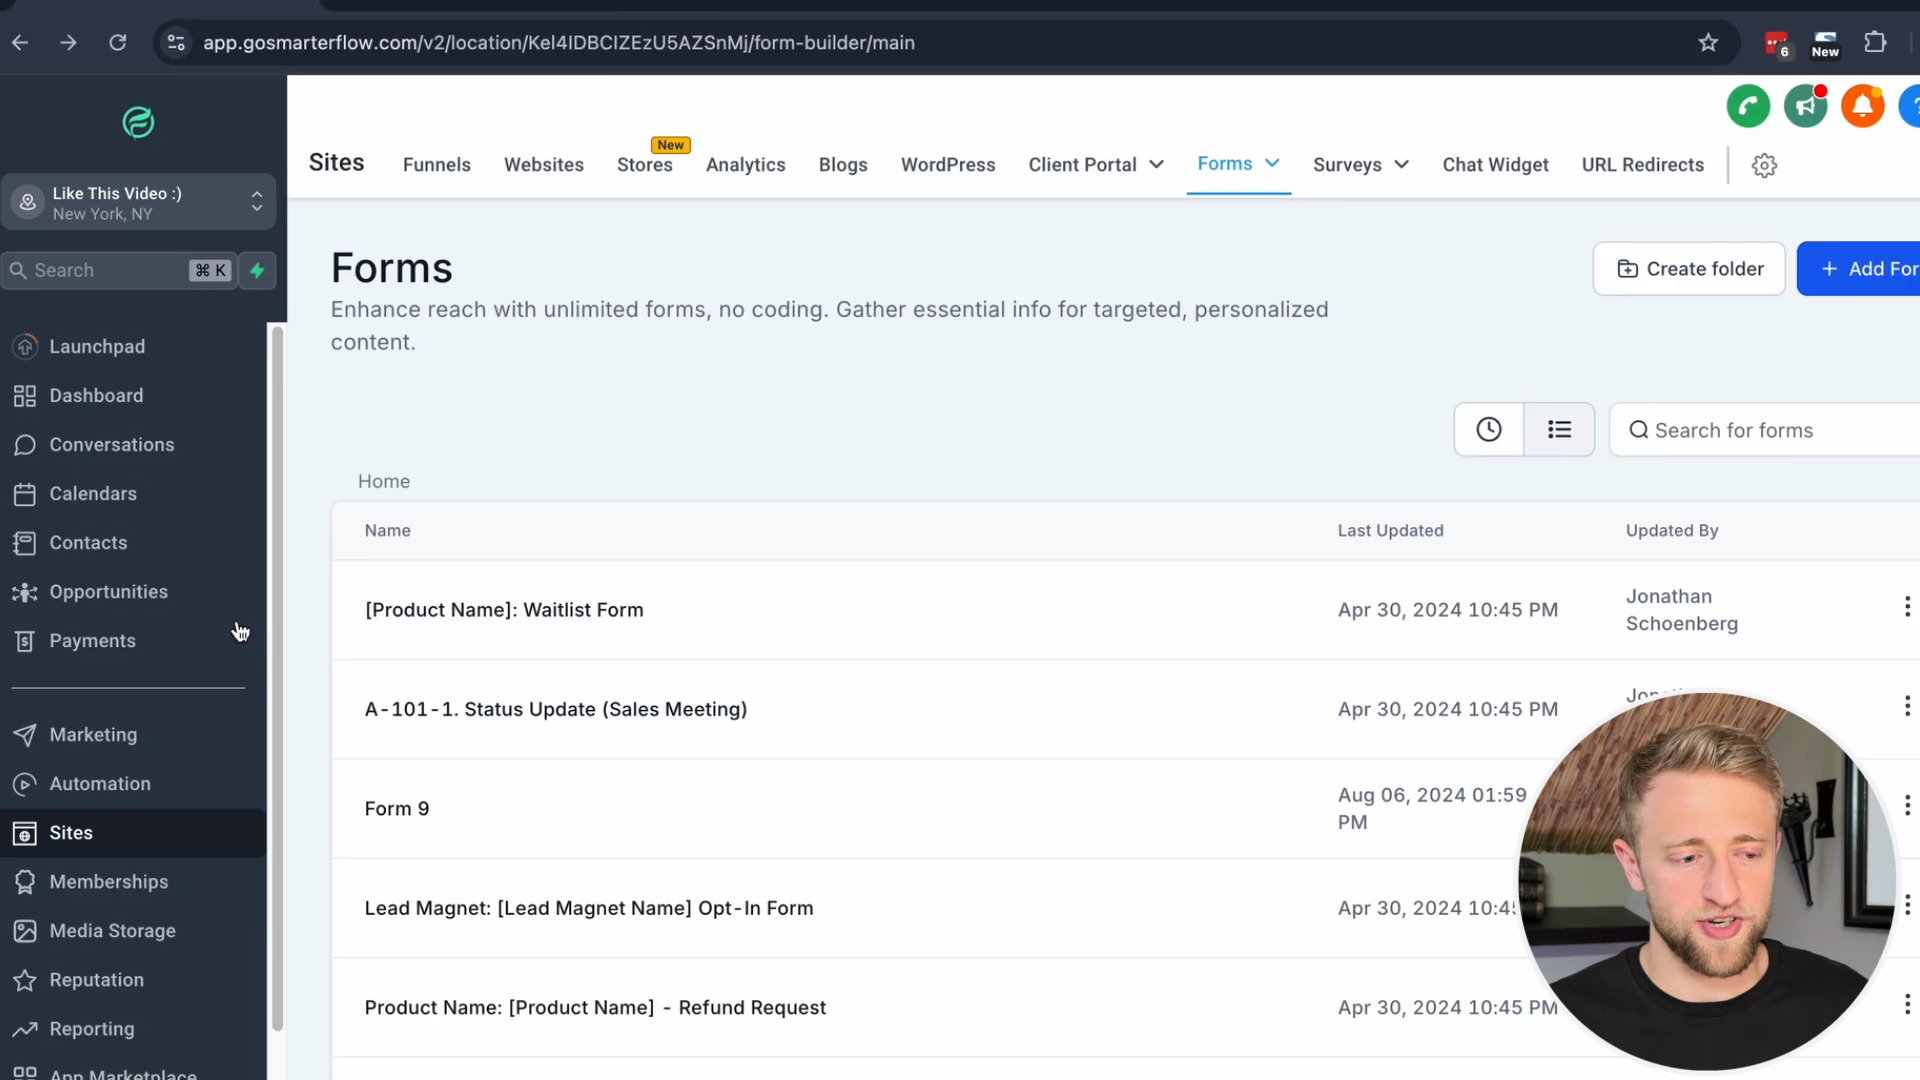 app.gosmarterflow.com/v2/location/Kel4IDBCIZEzU5AZSnMj/form-builder/main
6
New
Like This Video :)
New York, NY
Search
⌘ K
Launchpad
Dashboard
Conversations
Calendars
Contacts
Opportunities
Payments
Marketing
Automation
Sites
Memberships
Media Storage
Reputation
Reporting
App Marketplace
New
Sites Funnels Websites Stores Analytics Blogs WordPress Client Portal Forms Surveys Chat Widget URL Redirects
Forms
Create folder
+ Add For
Enhance reach with unlimited forms, no coding. Gather essential info for targeted, personalized
content.
Search for forms
Home
Name Last Updated Updated By
[Product Name]: Waitlist Form Apr 30, 2024 10:45 PM Jonathan
Schoenberg
A-101-1. Status Update (Sales Meeting) Apr 30, 2024 10:45 PM
Form 9 Aug 06, 2024 01:59
PM
Lead Magnet: [Lead Magnet Name] Opt-In Form Apr 30, 2024 10:45
Product Name: [Product Name] - Refund Request Apr 30, 2024 10:45 PM